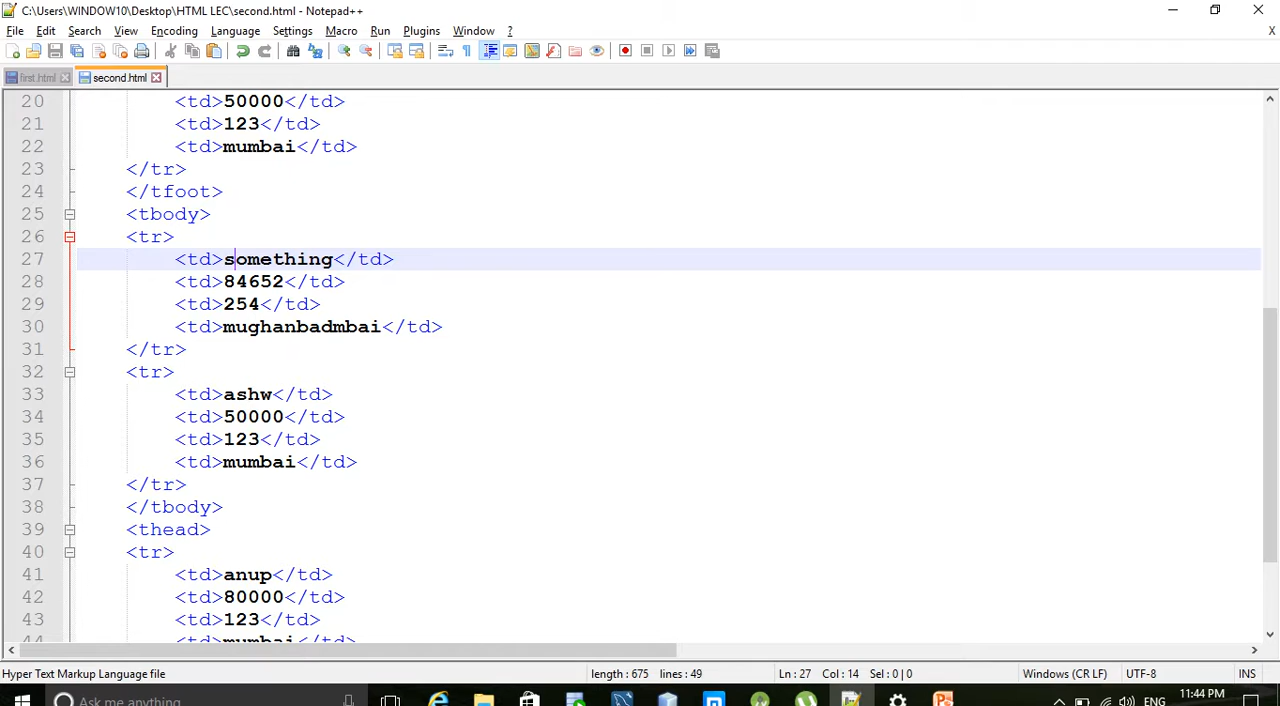 C:\Users\WINDOW10\Desktop\HTML LEC\second.html - Notepad++
File Edit Search View Encoding Language Settings Macro Run Plugins Window ? X
first.html second.html
20 <td>50000</td>
21 <td>123</td>
22 <td>mumbai</td>
23 </tr>
24 </tfoot>
25 <tbody>
26 <tr>
27 <td>something</td>
28 <td>84652</td>
29 <td>254</td>
30 <td>mughanbadmbai</td>
31 </tr>
32 <tr>
33 <td>ashw</td>
34 <td>50000</td>
35 <td>123</td>
36 <td>mumbai</td>
37 </tr>
38 </tbody>
39 <thead>
40 <tr>
41 <td>anup</td>
42 <td>80000</td>
43 <td>123</td>
44 <td>mumbai</td>
Hyper Text Markup Language file length : 675 lines : 49 Ln : 27 Col : 14 Sel : 0 | 0 Windows (CR LF) UTF-8 INS
Ask me anything ENG 11:44 PM